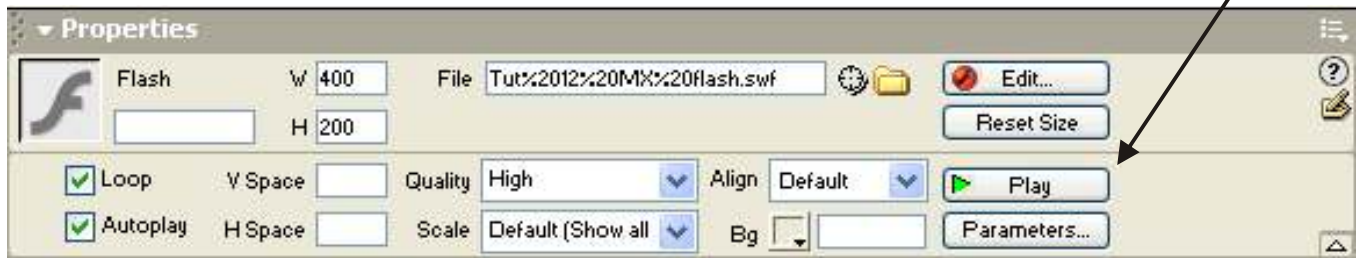 Properties
Flash W 400 File Tut%2012%20MX%20flash.swf Edit...
H 200 Reset Size
Loop V Space Quality High Align Default Play
Autoplay H Space Scale Default (Show all Bg Parameters...